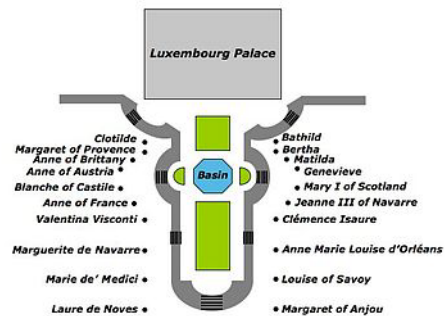 Luxembourg Palace
Clotilde
Margaret of Provence
Anne of Brittany
Anne of Austria
Blanche of Castile
Anne of France
Valentina Visconti
Marguerite de Navarre
Marie de' Medici
Laure de Noves
Basin
Bathild
Bertha
Matilda
Genevieve
Mary I of Scotland
Jeanne III of Navarre
Clémence Isaure
Anne Marie Louise d'Orléans
Louise of Savoy
Margaret of Anjou